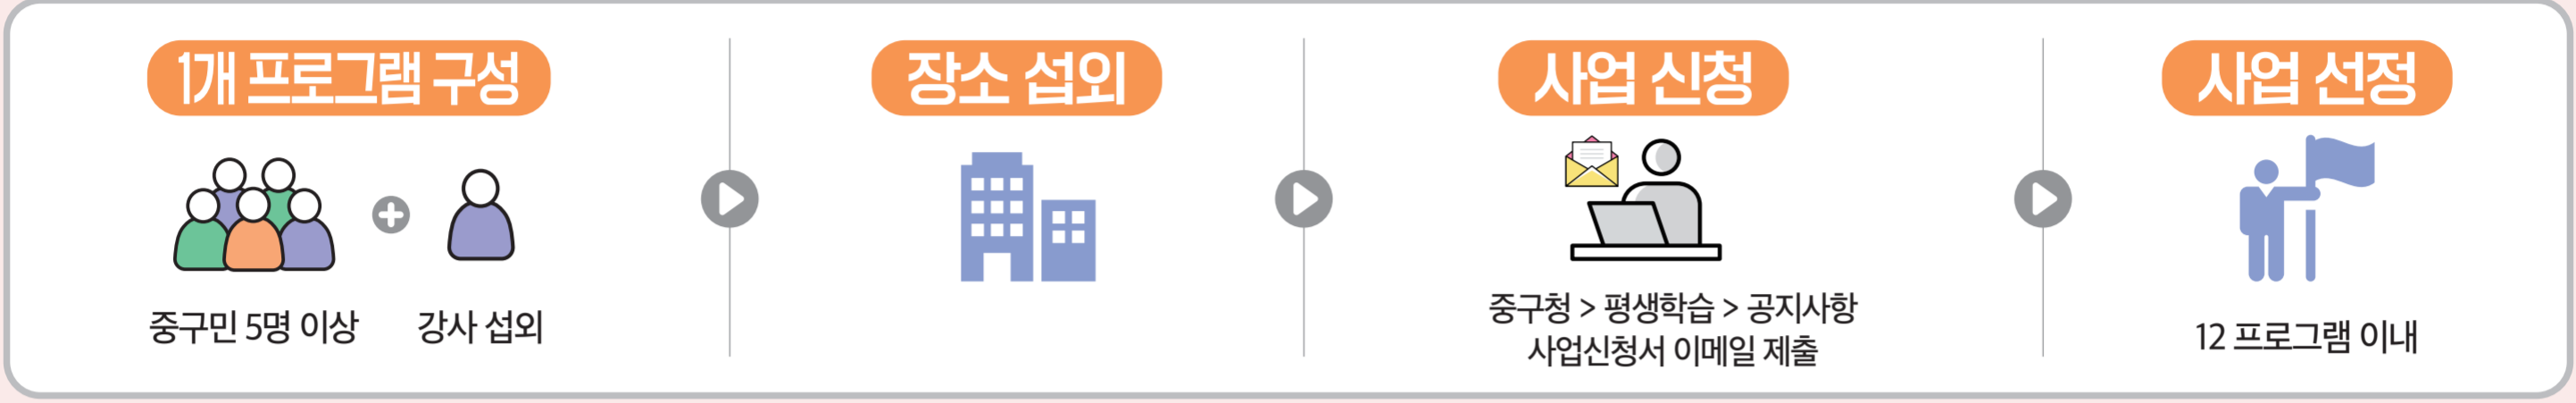 1개 프로그램 구성
중구민 5명 이상
강사 섭외
장소 섭외
사업 신청
중구청 > 평생학습 > 공지사항
사업신청서 이메일 제출
사업 선정
12 프로그램 이내